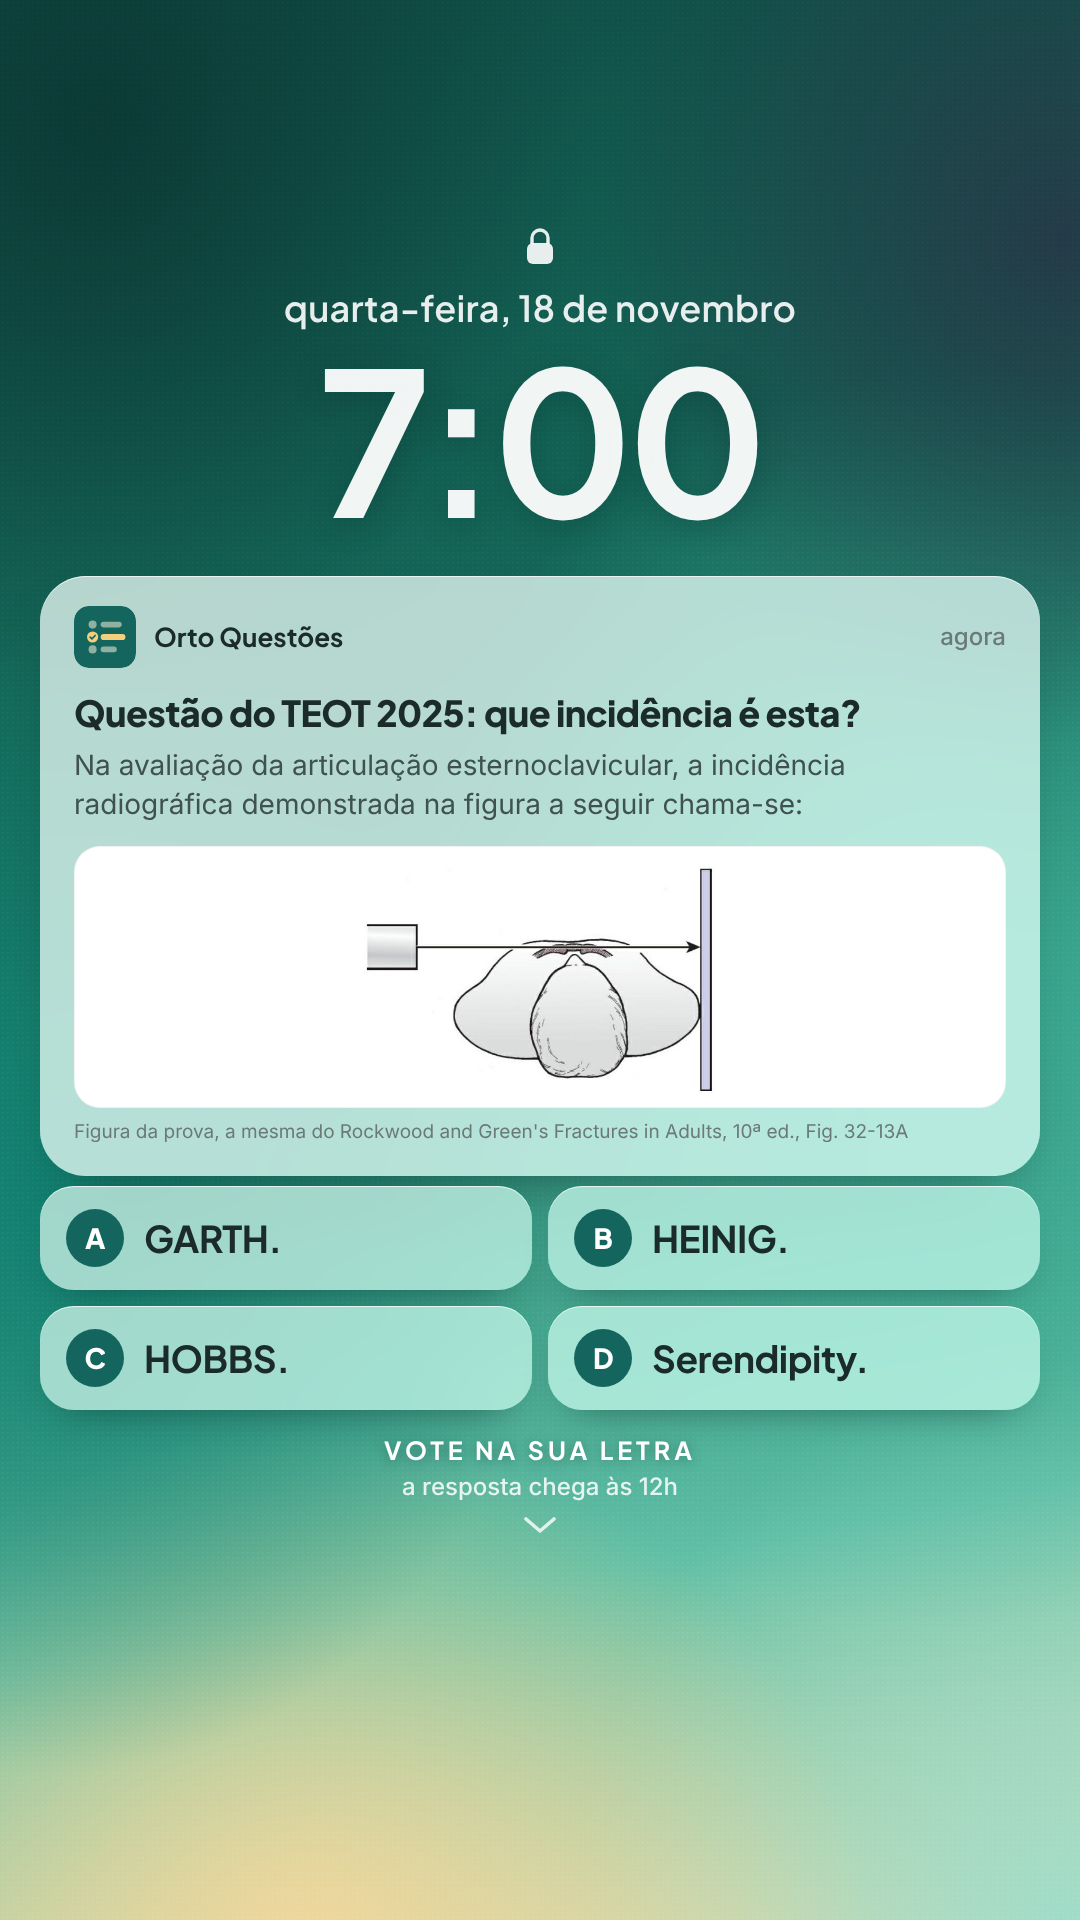 quarta-feira, 18 de novembro
7:00
Orto Questões
agora
Questão do TEOT 2025: que incidência é esta?
Na avaliação da articulação esternoclavicular, a incidência
radiográfica demonstrada na figura a seguir chama-se:
Figura da prova, a mesma do Rockwood and Green's Fractures in Adults, 10ª ed., Fig. 32-13A
A GARTH.
B HEINIG.
C HOBBS.
D Serendipity.
VOTE NA SUA LETRA
a resposta chega às 12h